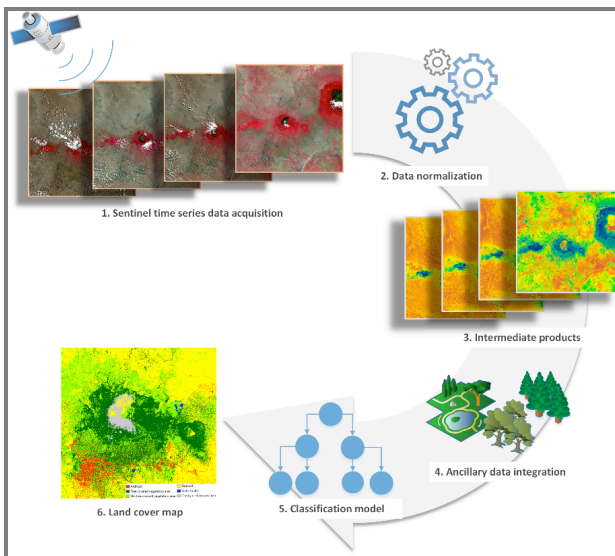 1. Sentinel time series data acquisition
2. Data normalization
3. Intermediate products
4. Ancillary data integration
5. Classification model
6. Land cover map